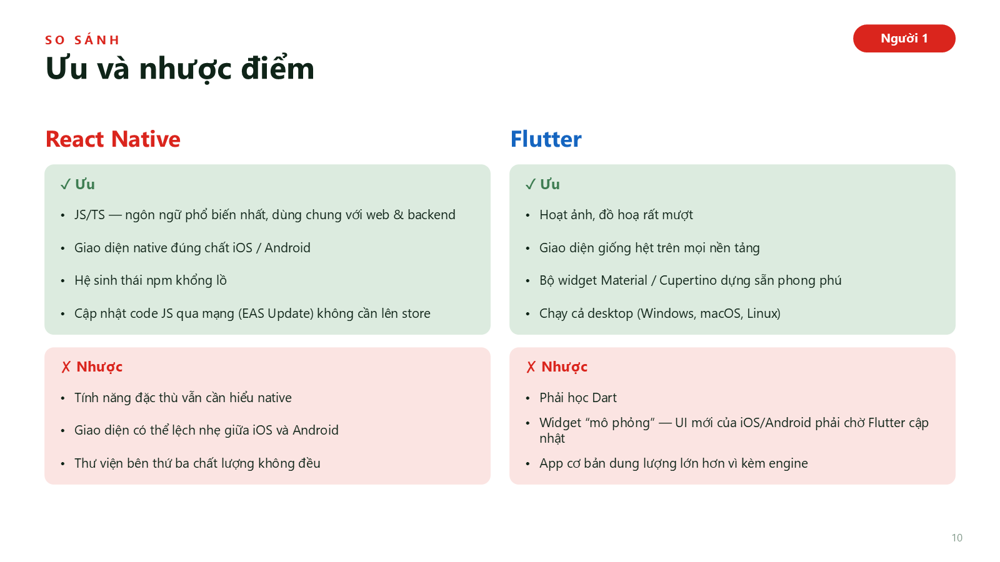 SO SÁNH
Người 1
Ưu và nhược điểm
React Native
✓ Ưu
• JS/TS — ngôn ngữ phổ biến nhất, dùng chung với web & backend
• Giao diện native đúng chất iOS / Android
• Hệ sinh thái npm khổng lồ
• Cập nhật code JS qua mạng (EAS Update) không cần lên store
✗ Nhược
• Tính năng đặc thù vẫn cần hiểu native
• Giao diện có thể lệch nhẹ giữa iOS và Android
• Thư viện bên thứ ba chất lượng không đều
Flutter
✓ Ưu
• Hoạt ảnh, đồ hoạ rất mượt
• Giao diện giống hệt trên mọi nền tảng
• Bộ widget Material / Cupertino dựng sẵn phong phú
• Chạy cả desktop (Windows, macOS, Linux)
✗ Nhược
• Phải học Dart
• Widget “mô phỏng” — UI mới của iOS/Android phải chờ Flutter cập
nhật
• App cơ bản dung lượng lớn hơn vì kèm engine
10